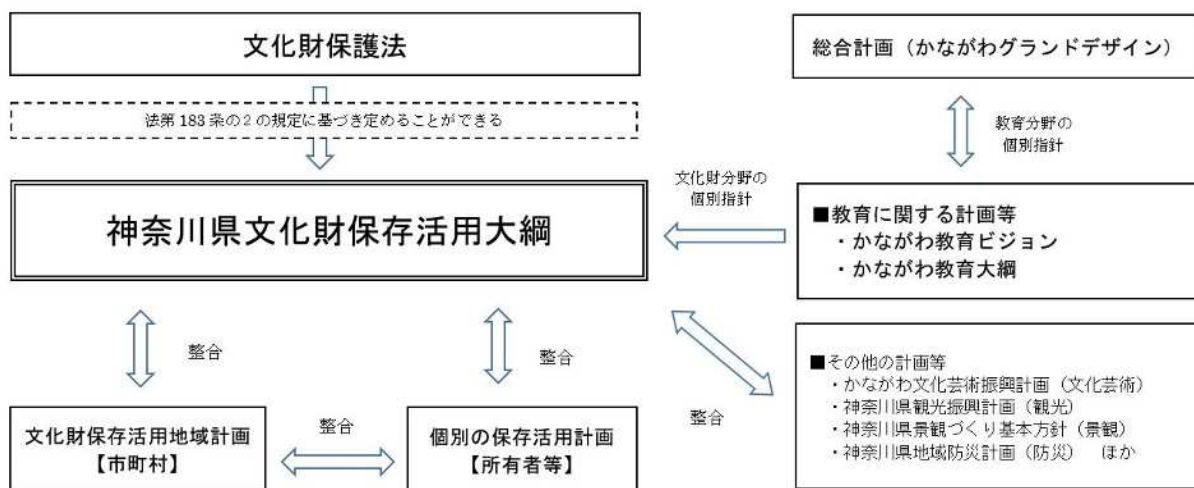 文化財保護法
法第183条の2の規定に基づき定めることができる
神奈川県文化財保存活用大綱
総合計画（かながわグランドデザイン）
教育分野の
個別指針
文化財分野の
個別指針
■教育に関する計画等
・かながわ教育ビジョン
・かながわ教育大綱
整合
整合
整合
■その他の計画等
・かながわ文化芸術振興計画（文化芸術）
・神奈川県観光振興計画（観光）
・神奈川県景観づくり基本方針（景観）
・神奈川県地域防災計画（防災）　ほか
文化財保存活用地域計画
【市町村】
整合
個別の保存活用計画
【所有者等】